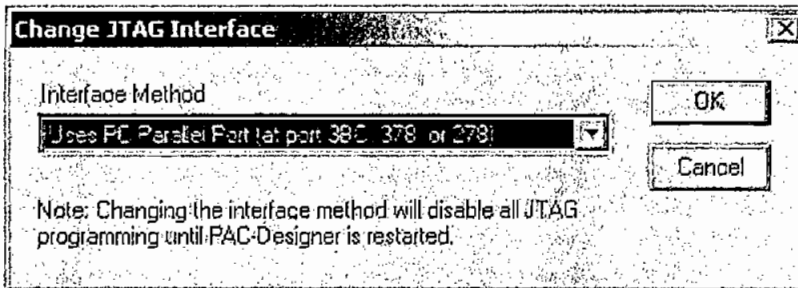 Change JTAG Interface
Interface Method
OK
Uses PC Parallel Port (at port 3BC, 378, or 278)
Cancel
Note: Changing the interface method will disable all JTAG
programming until PAC-Designer is restarted.